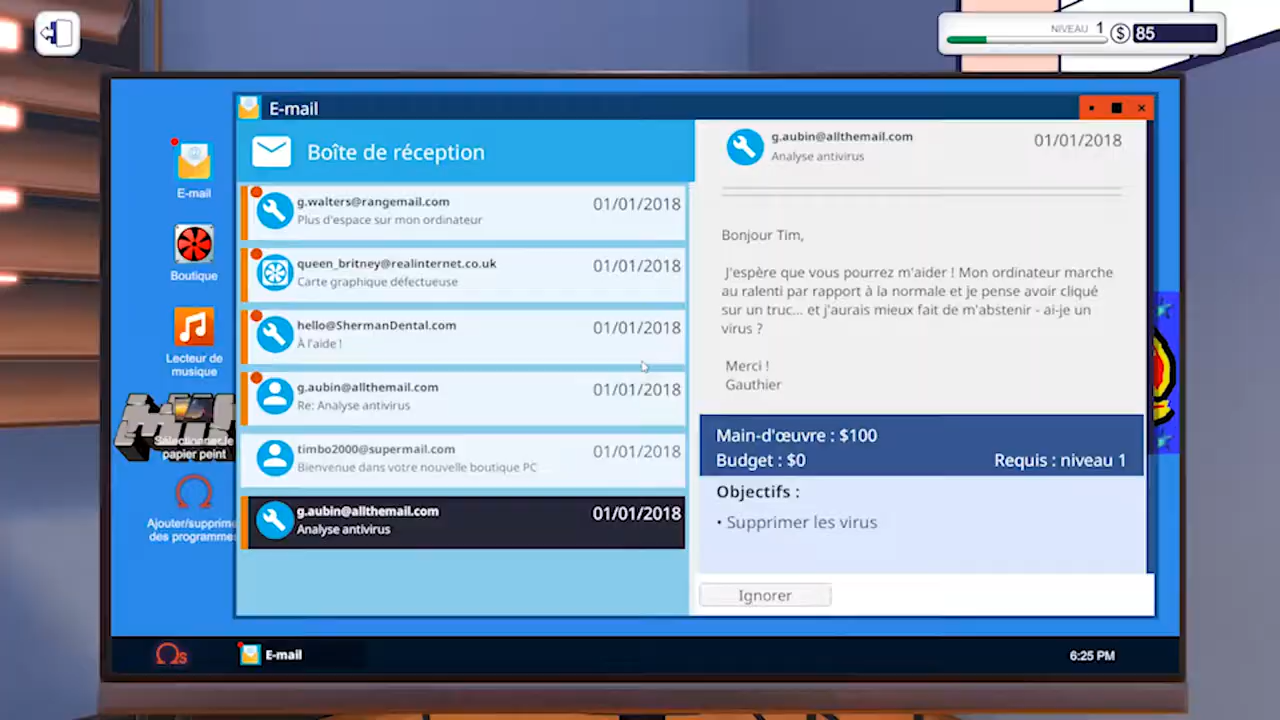 NIVEAU 1
$ 85
E-mail
Boîte de réception
g.walters@rangemail.com 01/01/2018
Plus d'espace sur mon ordinateur
queen_britney@realinternet.co.uk 01/01/2018
Carte graphique défectueuse
hello@ShermanDental.com 01/01/2018
À l'aide !
g.aubin@allthemail.com 01/01/2018
Re: Analyse antivirus
timbo2000@supermail.com 01/01/2018
Bienvenue dans votre nouvelle boutique PC
g.aubin@allthemail.com 01/01/2018
Analyse antivirus
g.aubin@allthemail.com 01/01/2018
Analyse antivirus
Bonjour Tim,
J'espère que vous pourrez m'aider ! Mon ordinateur marche
au ralenti par rapport à la normale et je pense avoir cliqué
sur un truc... et j'aurais mieux fait de m'abstenir - ai-je un
virus ?
Merci !
Gauthier
Main-d'œuvre : $100
Budget : $0 Requis : niveau 1
Objectifs :
• Supprimer les virus
Ignorer
E-mail
Boutique
Lecteur de
musique
Sélectionner le
papier peint
Ajouter/supprime
des programme
Ωs
E-mail
6:25 PM